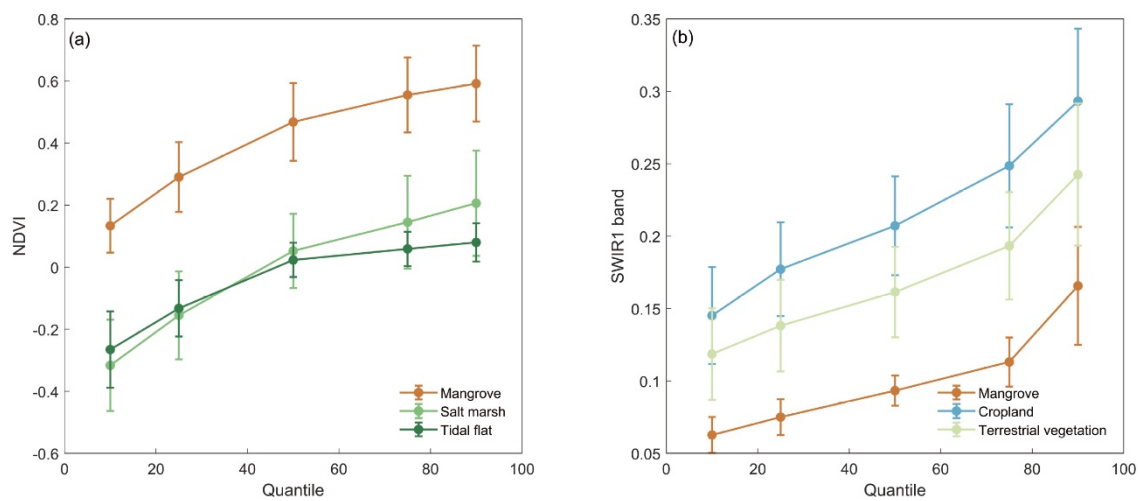 (a)
0.8
0.6
0.4
0.2
0
-0.2
-0.4
-0.6
NDVI
0 20 40 60 80 100
Quantile
Mangrove
Salt marsh
Tidal flat
(b)
0.35
0.3
0.25
0.2
0.15
0.1
0.05
SWIR1 band
0 20 40 60 80 100
Quantile
Mangrove
Cropland
Terrestrial vegetation